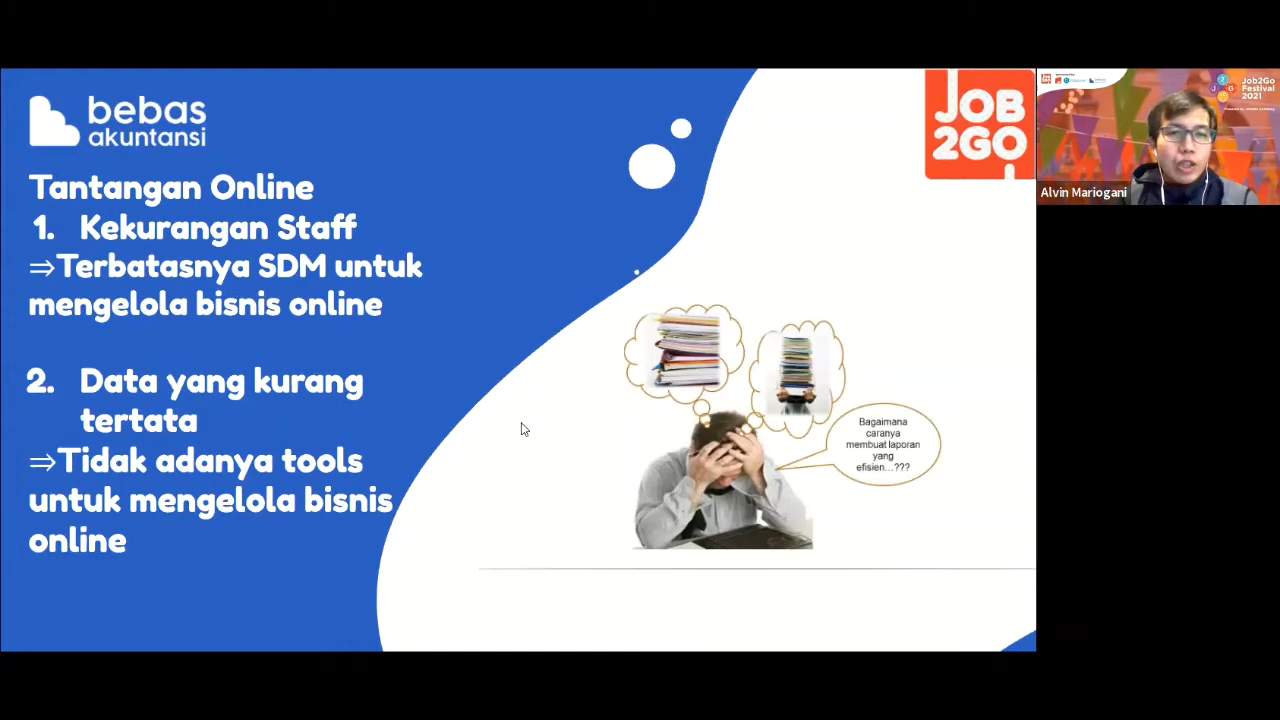 bebas
akuntansi
Tantangan Online
1. Kekurangan Staff
⇒Terbatasnya SDM untuk
mengelola bisnis online
2. Data yang kurang
tertata
⇒Tidak adanya tools
untuk mengelola bisnis
online
JOB
2GO
Bagaimana
caranya
membuat laporan
yang
efisien...???
Job2Go
Festival
2021
Alvin Mariogani